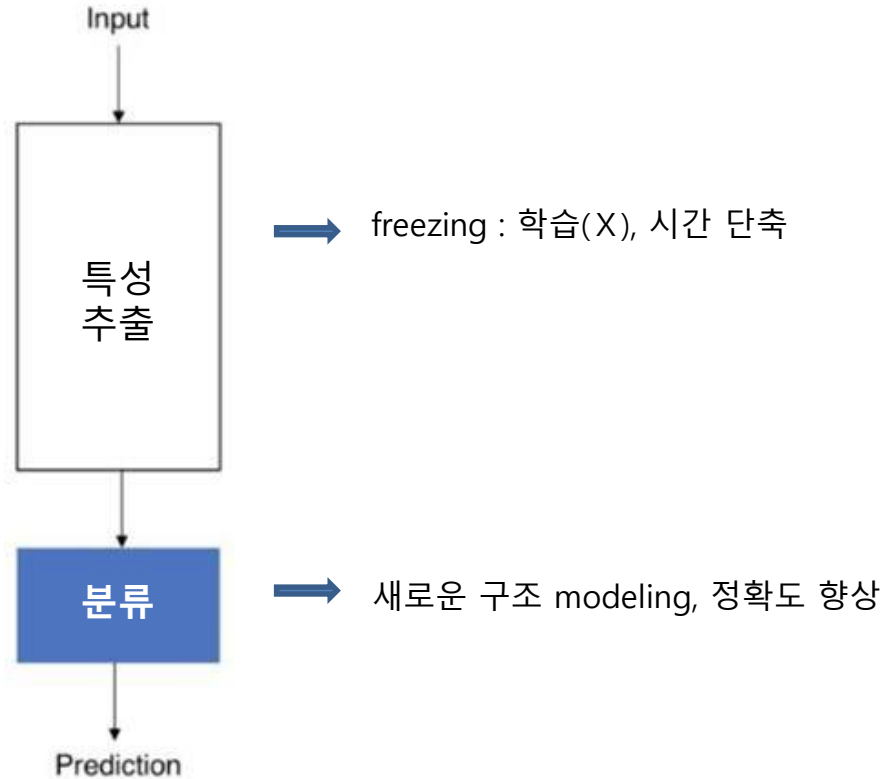 Input
특성
추출
freezing : 학습(X), 시간 단축
분류
새로운 구조 modeling, 정확도 향상
Prediction